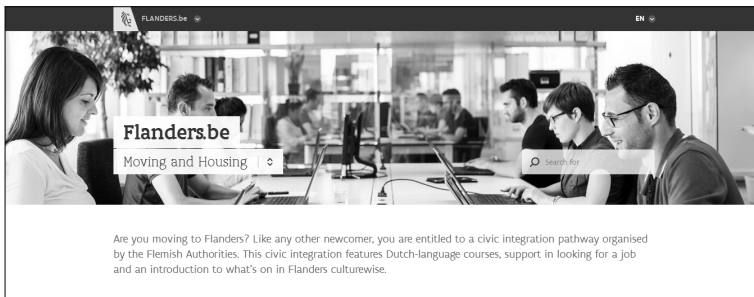 FLANDERS.be
EN
Flanders.be
Moving and Housing
Search for
Are you moving to Flanders? Like any other newcomer, you are entitled to a civic integration pathway organised
by the Flemish Authorities. This civic integration features Dutch-language courses, support in looking for a job
and an introduction to what's on in Flanders culturewise.